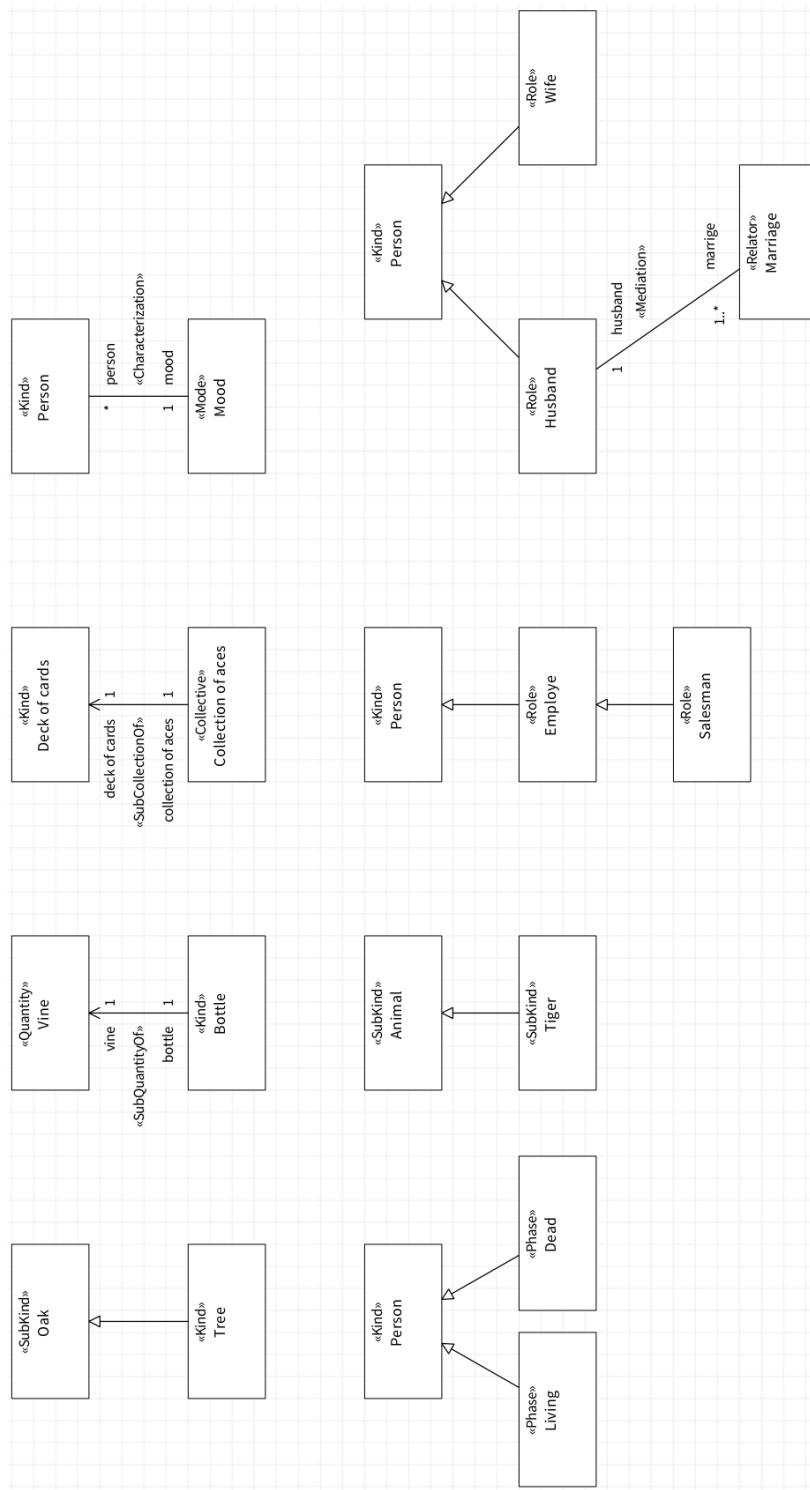 «SubKind»
Oak
«Kind»
Tree
«Quantity»
Vine
vine 1
«SubQuantityOf»
bottle 1
«Kind»
Bottle
«Kind»
Deck of cards
deck of cards 1
«SubCollectionOf»
collection of aces 1
«Collective»
Collection of aces
«Kind»
Person
* person
«Characterization»
1 mood
«Mode»
Mood
«Kind»
Person
«Phase»
Living
«Phase»
Dead
«SubKind»
Animal
«SubKind»
Tiger
«Kind»
Person
«Role»
Employe
«Role»
Salesman
«Kind»
Person
«Role»
Husband
«Role»
Wife
1 husband
«Mediation»
1..* marrige
«Relator»
Marriage